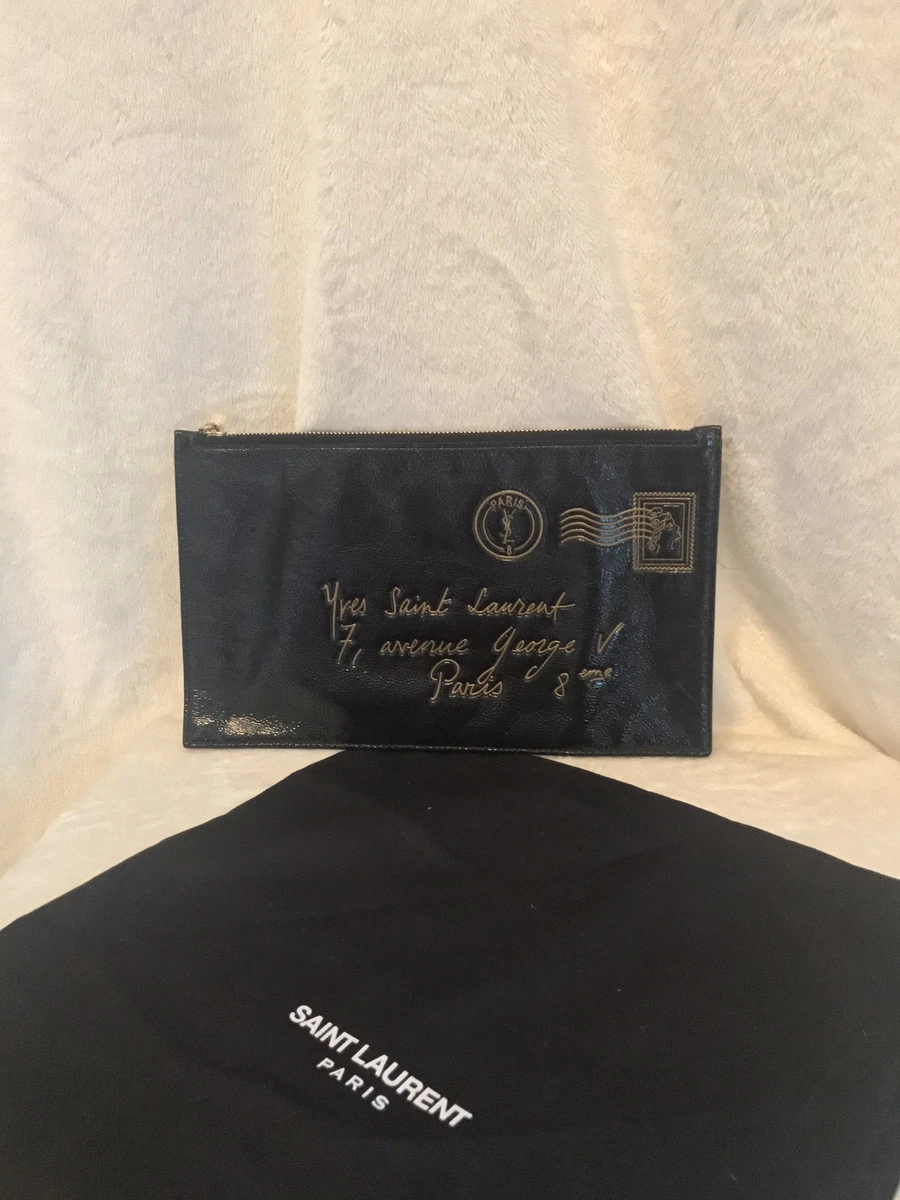 PARIS
YSL
8
Yves Saint Laurent
7, avenue George V
Paris 8 eme
SAINT LAURENT
PARIS